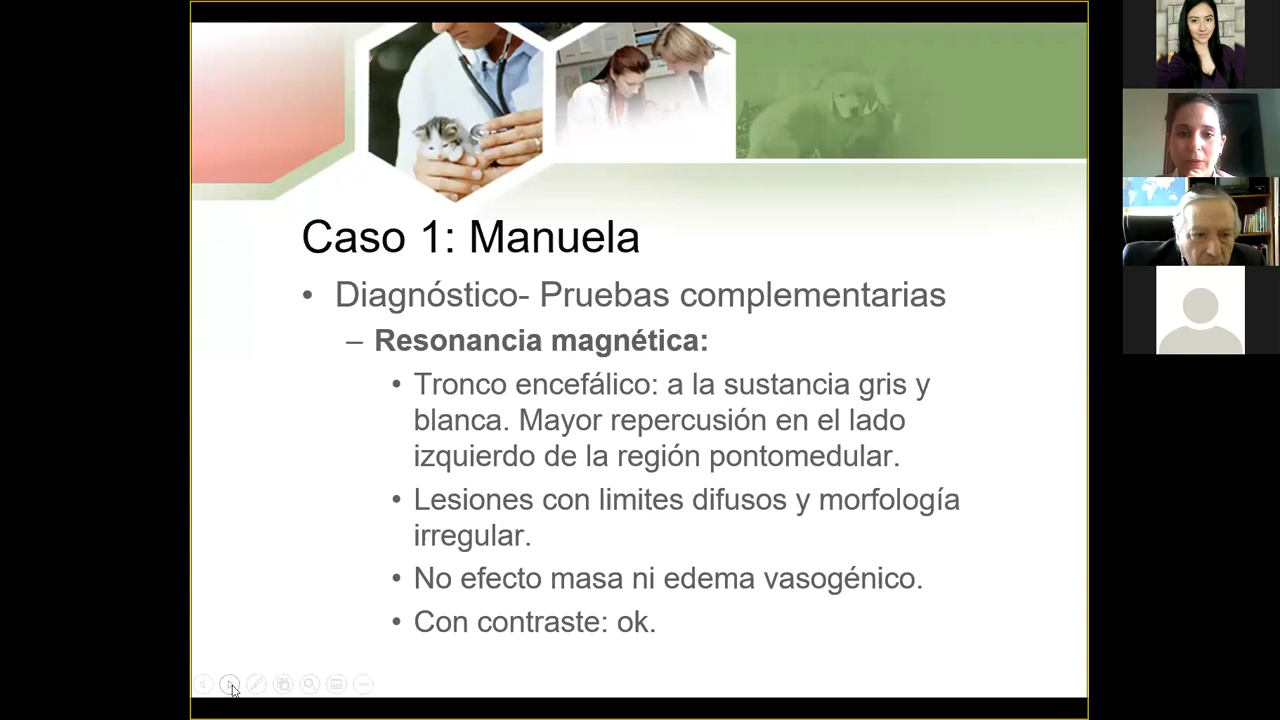 Caso 1: Manuela
• Diagnóstico- Pruebas complementarias
– Resonancia magnética:
• Tronco encefálico: a la sustancia gris y
blanca. Mayor repercusión en el lado
izquierdo de la región pontomedular.
• Lesiones con limites difusos y morfología
irregular.
• No efecto masa ni edema vasogénico.
• Con contraste: ok.